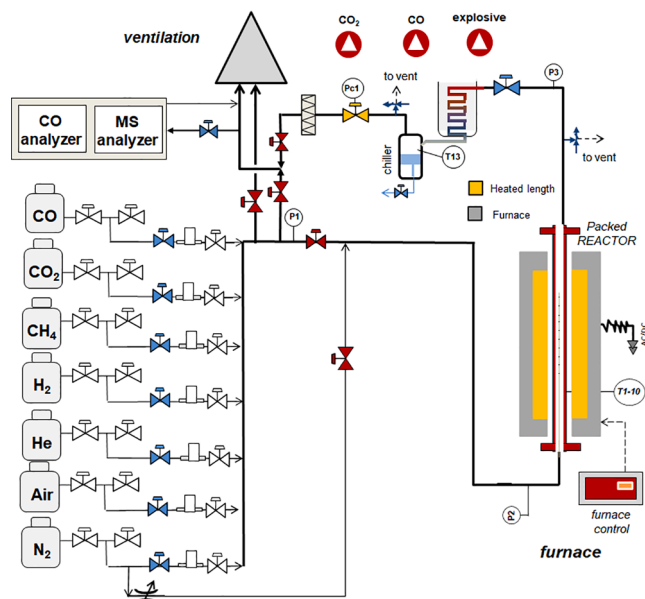 CO₂
CO
explosive
ventilation
to vent
Pc1
P3
CO
analyzer
MS
analyzer
chiller
T13
to vent
Heated length
Furnace
CO
P1
Packed
REACTOR
CO₂
CH₄
H₂
T1-10
He
Air
N₂
P2
furnace
control
furnace